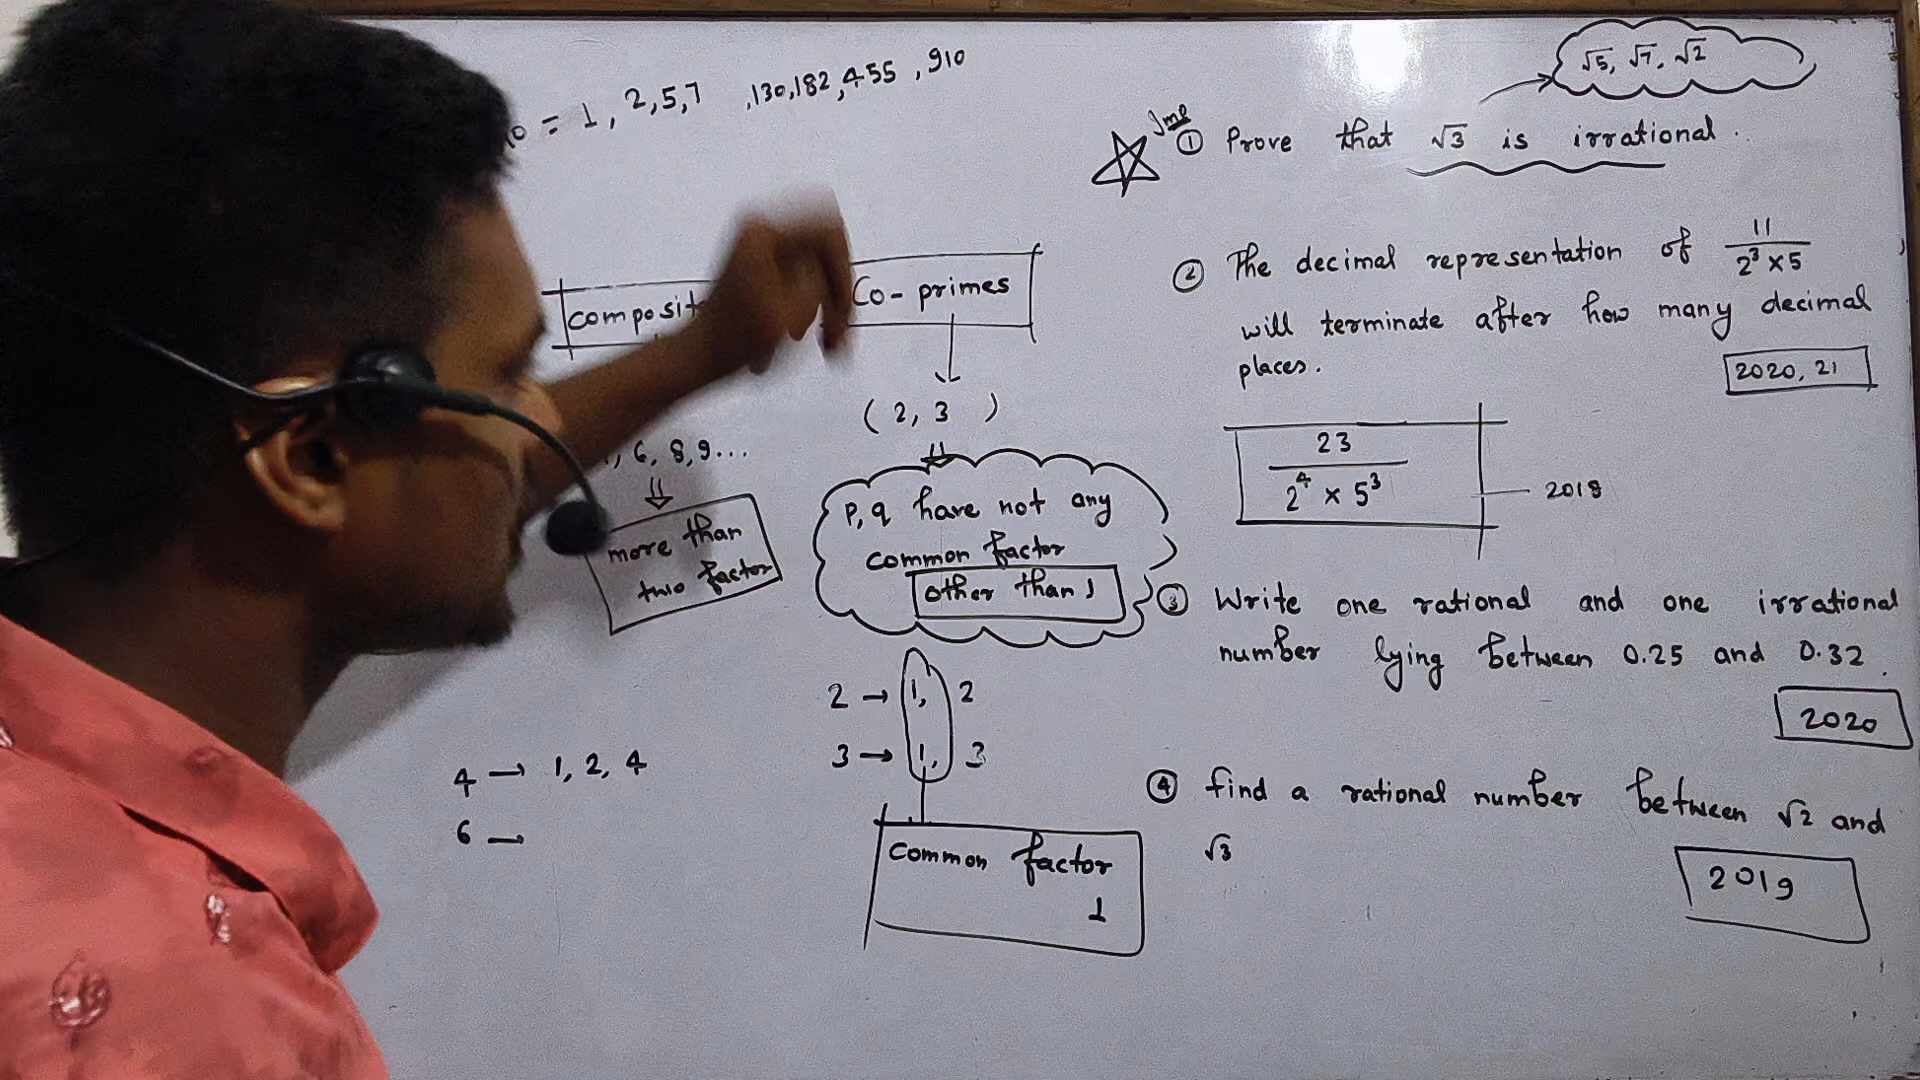 = 1, 2,5,7 ,130,182,455 ,910
Co-primes
(2, 3 )
6, 8,9...
more than
two factor
P,q have not any
common factor
other than 1
2 → 1, 2
3 → 1, 3
4 → 1, 2, 4
6 —
common factor
1
√5, √7, √2
Imp
① Prove that √3 is irrational.
② The decimal representation of 11/2³×5 ,
will terminate after how many decimal
places.
2020, 21
23/2⁴ × 5³ — 2018
③ Write one rational and one irrational
number lying between 0.25 and 0.32.
2020
④ find a rational number between √2 and
√3
2019